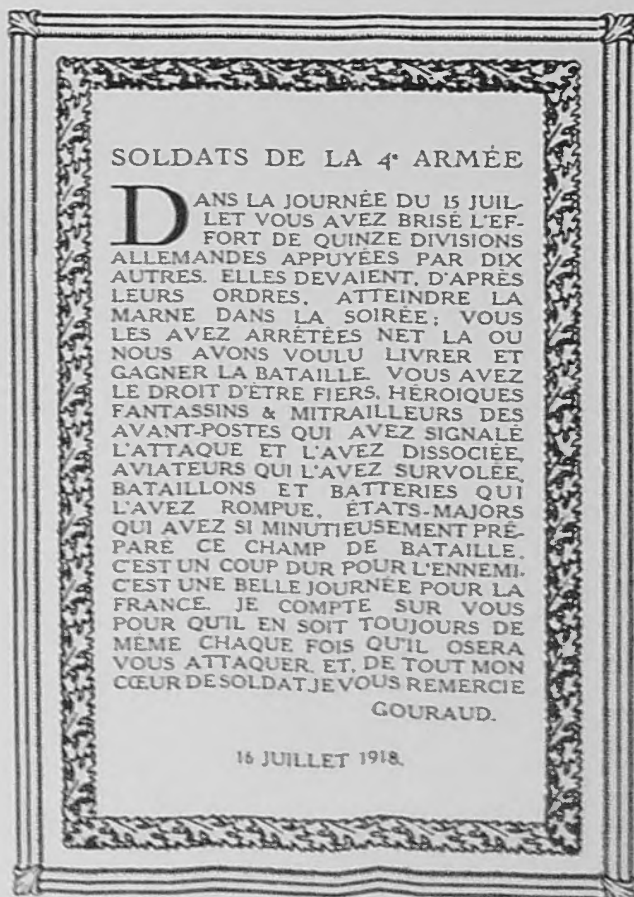 SOLDATS DE LA 4e ARMÉE
DANS LA JOURNÉE DU 15 JUIL-
LET VOUS AVEZ BRISÉ L'EF-
FORT DE QUINZE DIVISIONS
ALLEMANDES APPUYÉES PAR DIX
AUTRES. ELLES DEVAIENT, D'APRÈS
LEURS ORDRES, ATTEINDRE LA
MARNE DANS LA SOIRÉE; VOUS
LES AVEZ ARRÊTÉES NET LA OU
NOUS AVONS VOULU LIVRER ET
GAGNER LA BATAILLE. VOUS AVEZ
LE DROIT D'ÊTRE FIERS, HÉROIQUES
FANTASSINS & MITRAILLEURS DES
AVANT-POSTES QUI AVEZ SIGNALÉ
L'ATTAQUE ET L'AVEZ DISSOCIÉE,
AVIATEURS QUI L'AVEZ SURVOLÉE,
BATAILLONS ET BATTERIES QUI
L'AVEZ ROMPUE, ÉTATS-MAJORS
QUI AVEZ SI MINUTIEUSEMENT PRÉ-
PARÉ CE CHAMP DE BATAILLE.
C'EST UN COUP DUR POUR L'ENNEMI.
C'EST UNE BELLE JOURNÉE POUR LA
FRANCE. JE COMPTE SUR VOUS
POUR QU'IL EN SOIT TOUJOURS DE
MÊME CHAQUE FOIS QU'IL OSERA
VOUS ATTAQUER, ET, DE TOUT MON
CŒUR DE SOLDAT JE VOUS REMERCIE
GOURAUD.
16 JUILLET 1918.